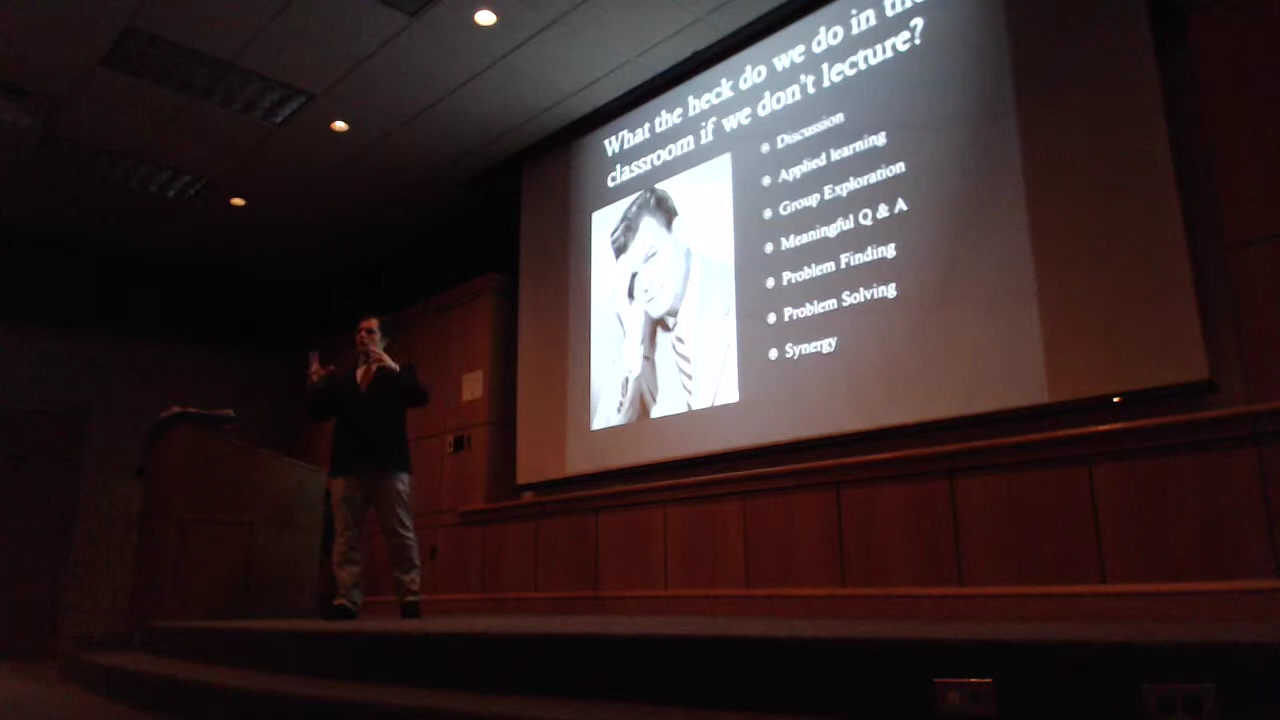 What the heck do we do in the
classroom if we don't lecture?
Discussion
Applied learning
Group Exploration
Meaningful Q & A
Problem Finding
Problem Solving
Synergy